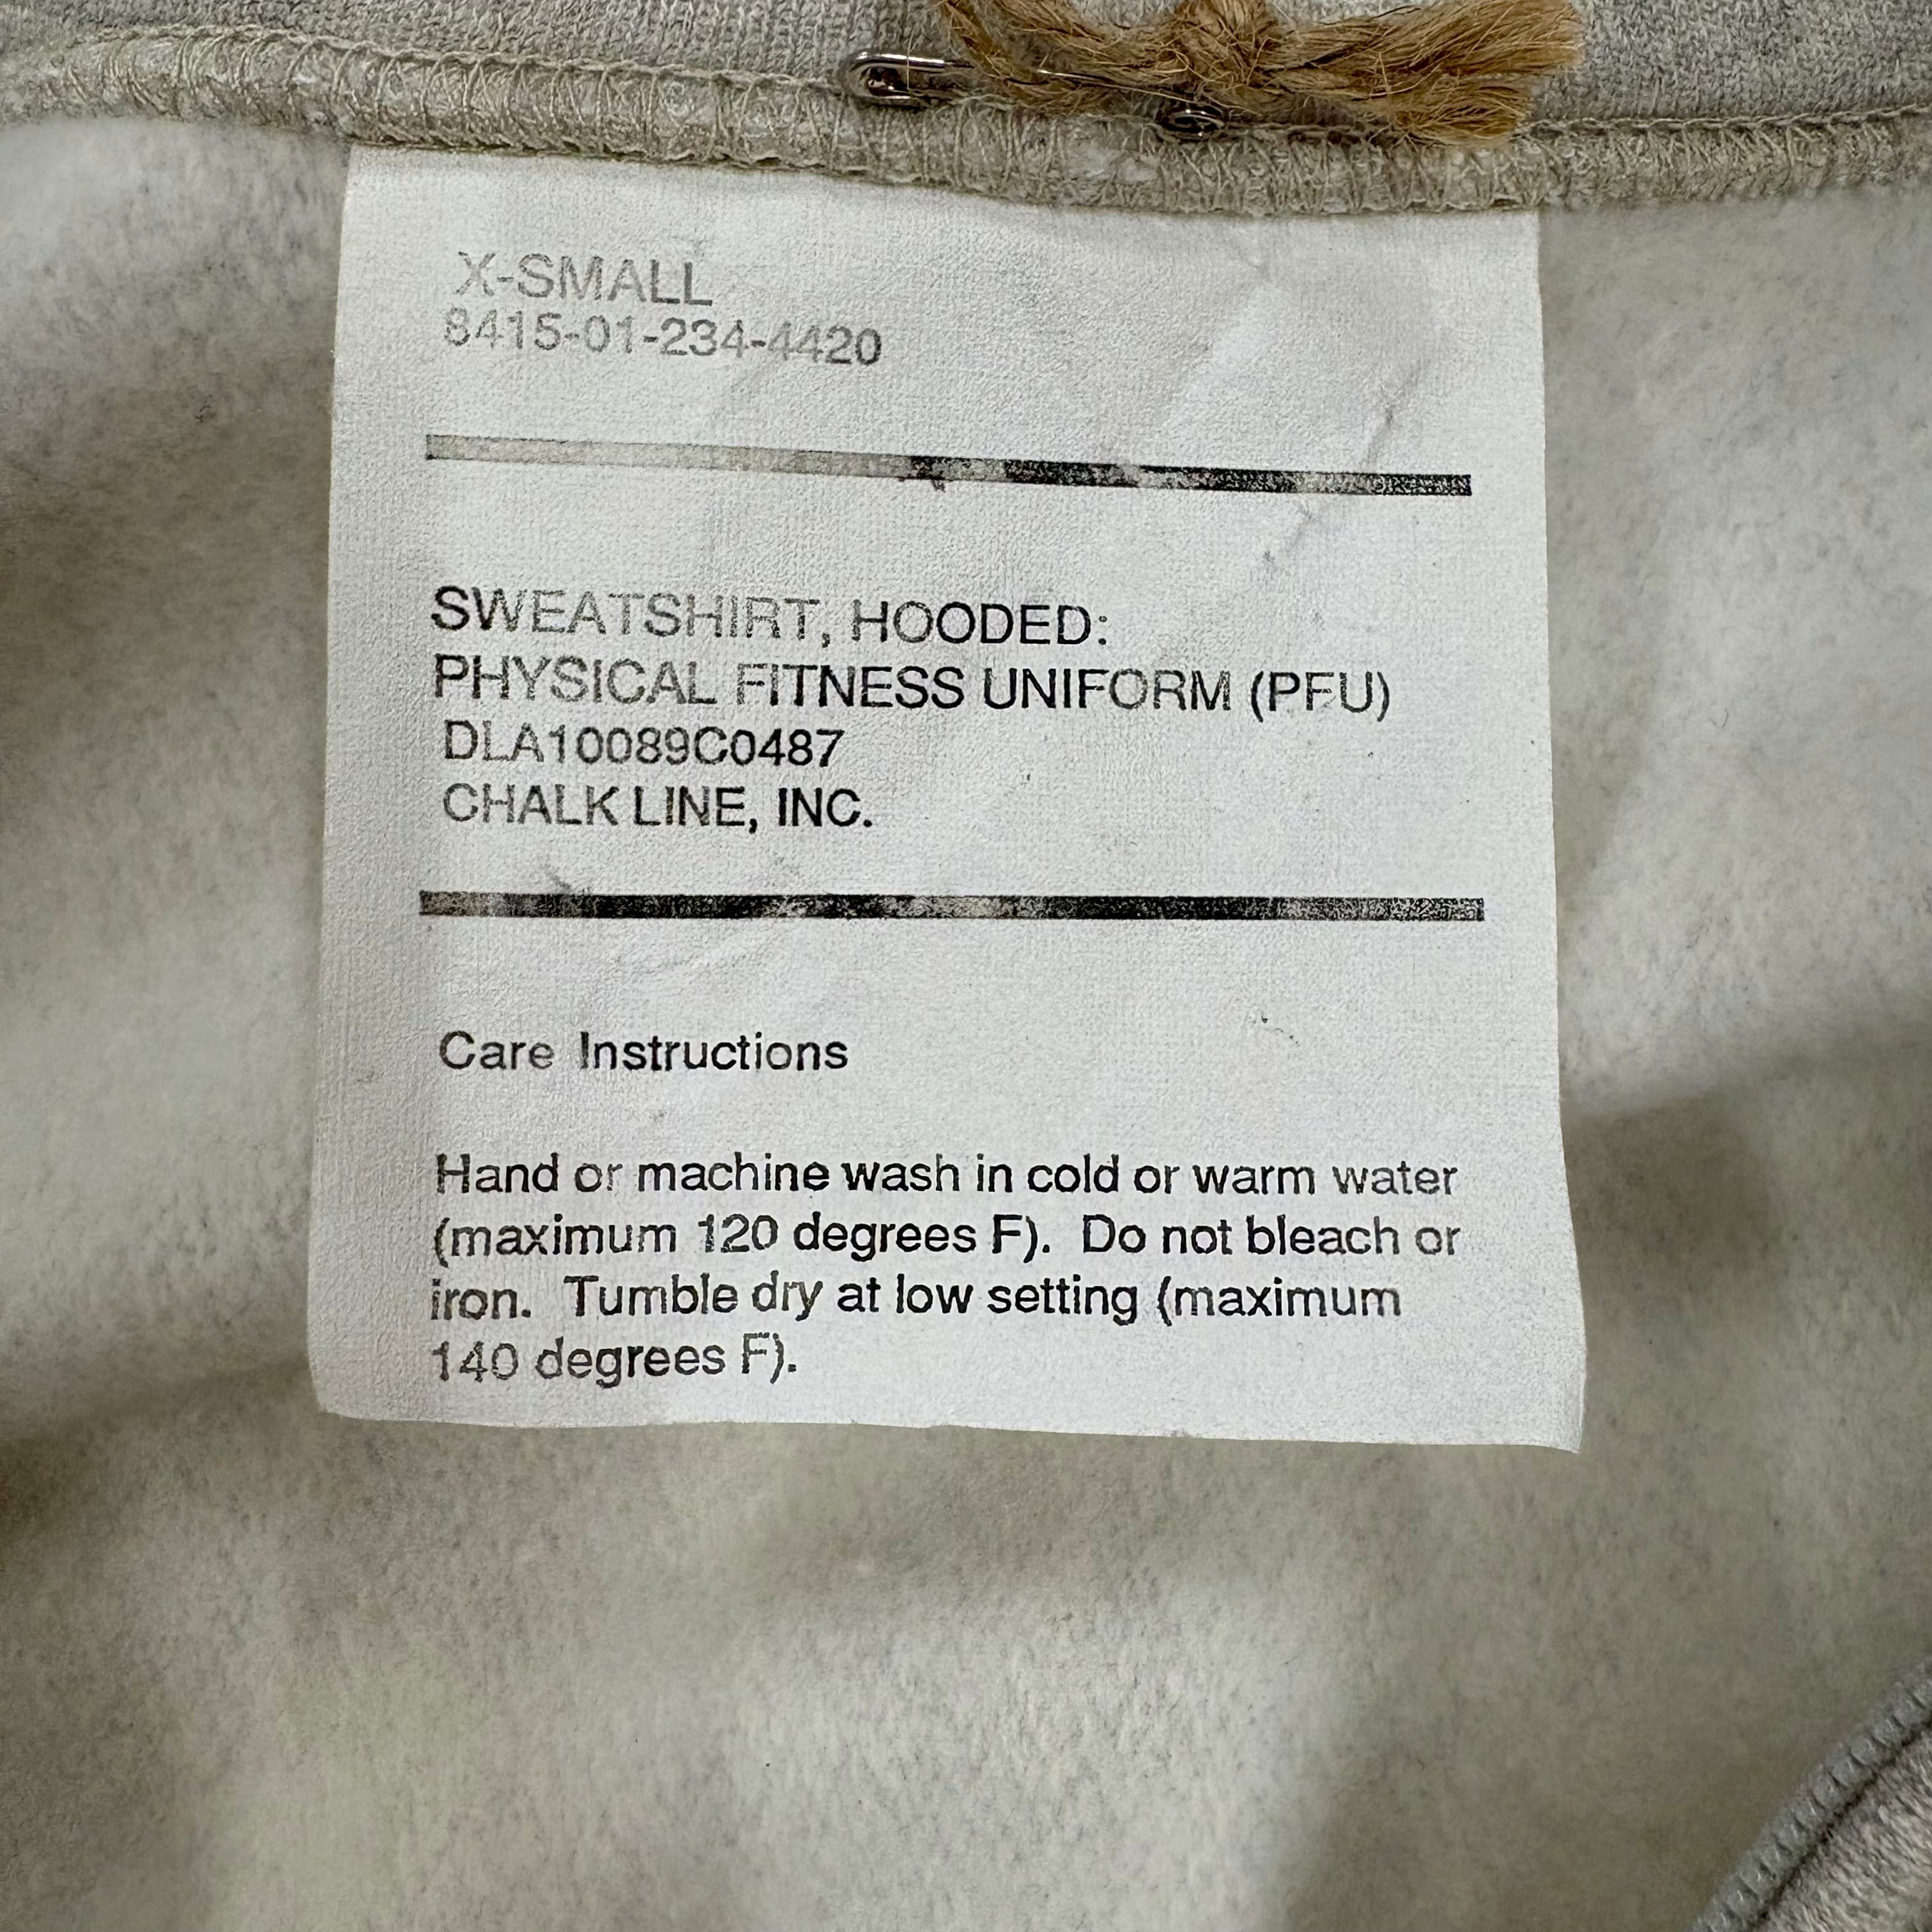 X-SMALL
8415-01-234-4420
SWEATSHIRT, HOODED:
PHYSICAL FITNESS UNIFORM (PFU)
DLA10089C0487
CHALK LINE, INC.
Care Instructions
Hand or machine wash in cold or warm water
(maximum 120 degrees F). Do not bleach or
iron. Tumble dry at low setting (maximum
140 degrees F).